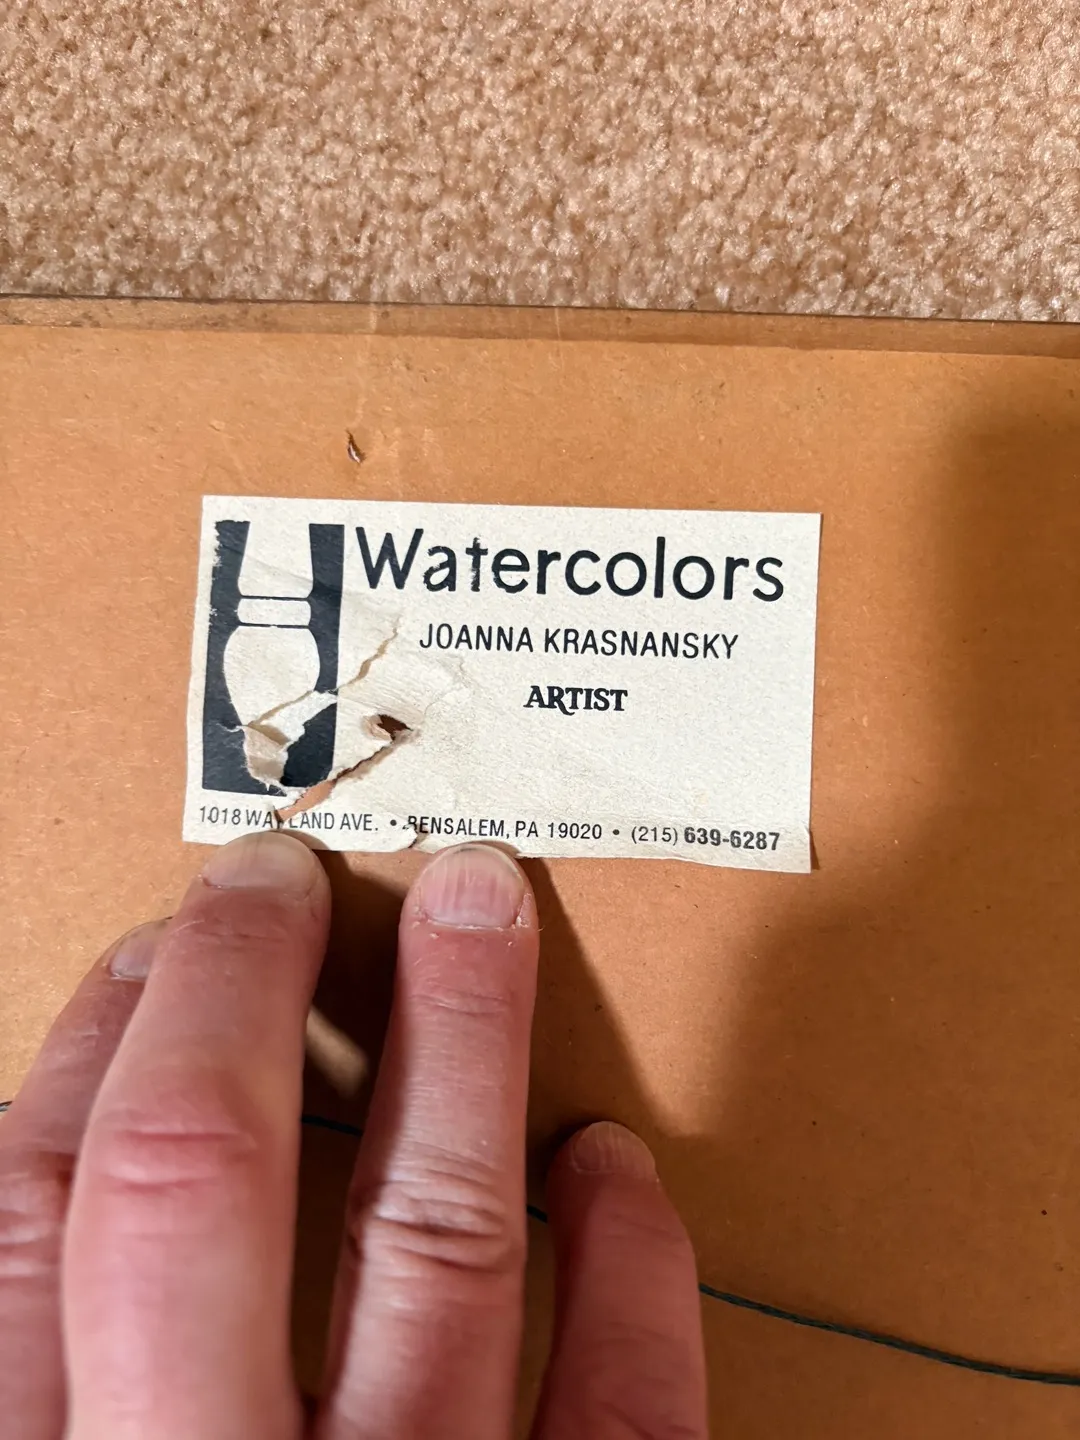 Watercolors
JOANNA KRASNANSKY
ARTIST
1018 WAYLAND AVE. • BENSALEM, PA 19020 • (215) 639-6287